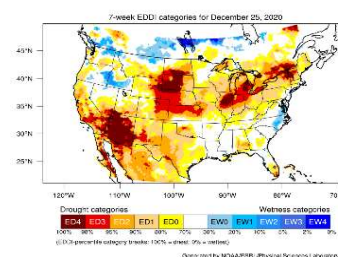 7-week EDDI categories for December 25, 2020
45°N
40°N
35°N
30°N
25°N
120°W 110°W 100°W 90°W 80°W
Drought categories Wetness categories
ED4 ED3 ED2 ED1 ED0 EW0 EW1 EW2 EW3 EW4
100% 98% 95% 90% 80% 70% 30% 20% 10% 5% 2% 0%
(EDDI-percentile category breaks: 100% = driest; 0% = wettest)
Generated by NOAA/ESRL/Physical Sciences Laboratory